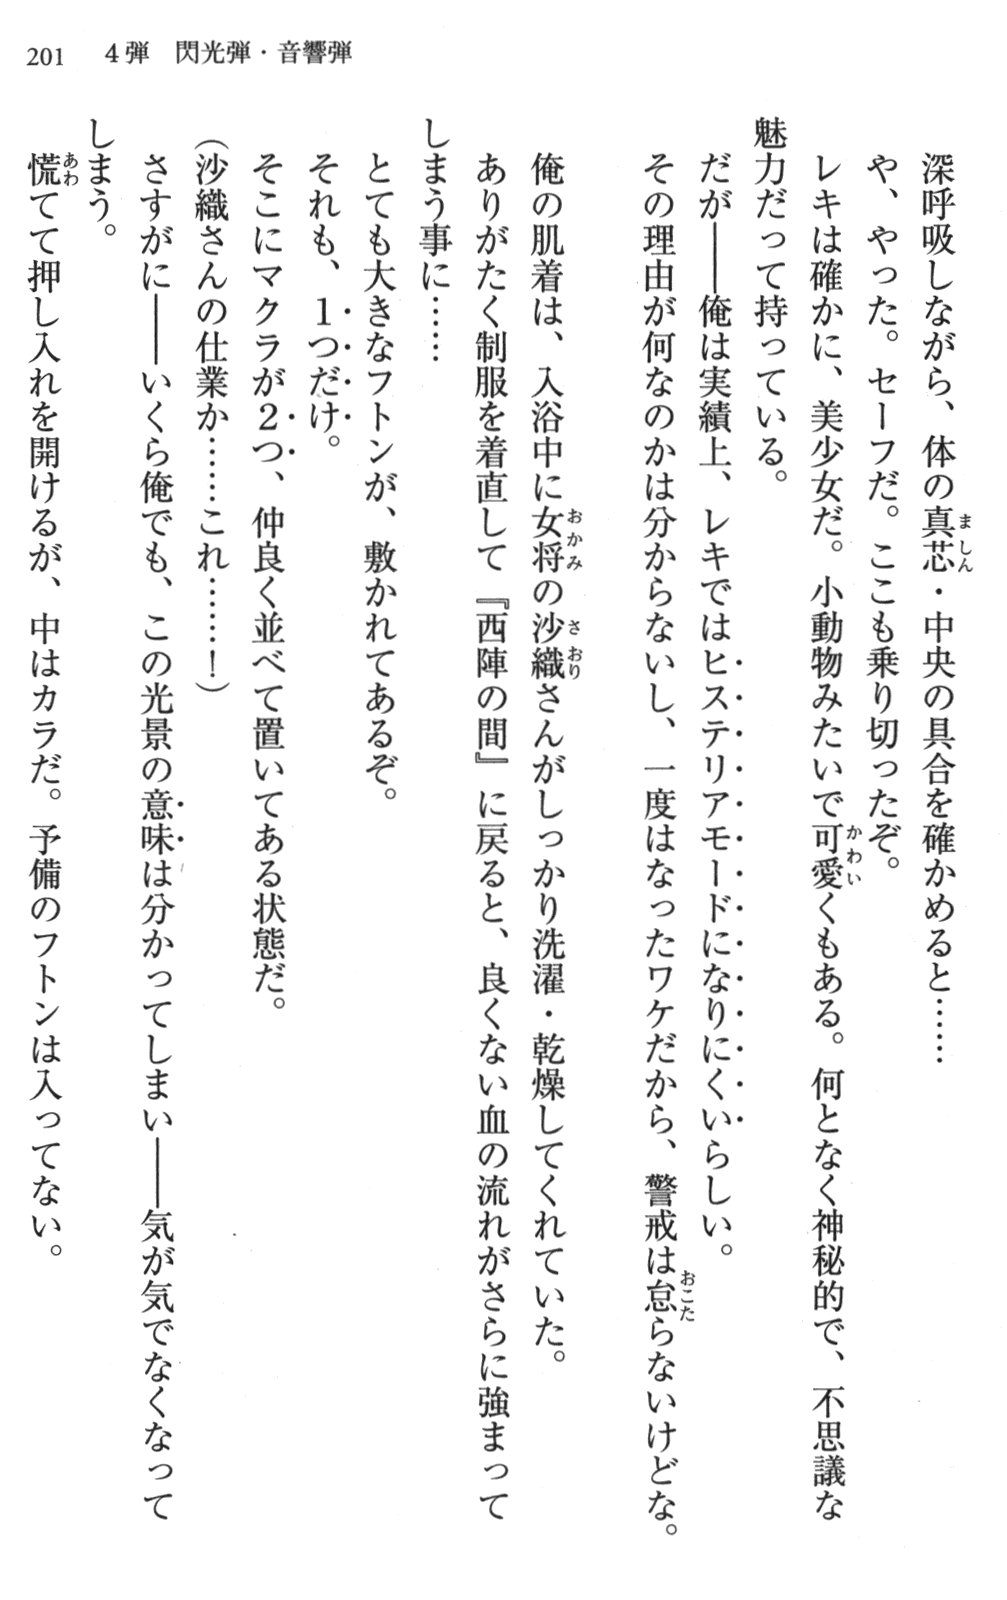 201　4弾　閃光弾・音響弾
深呼吸しながら、体の真芯・中央の具合を確かめると……
や、やった。セーフだ。ここも乗り切ったぞ。
レキは確かに、美少女だ。小動物みたいで可愛くもある。何となく神秘的で、不思議な
魅力だって持っている。
だが――俺は実績上、レキではヒステリアモードになりにくいらしい。
その理由が何なのかは分からないし、一度はなったワケだから、警戒は怠らないけどな。
俺の肌着は、入浴中に女将の沙織さんがしっかり洗濯・乾燥してくれていた。
ありがたく制服を着直して『西陣の間』に戻ると、良くない血の流れがさらに強まって
しまう事に……
とても大きなフトンが、敷かれてあるぞ。
それも、1つだけ。
そこにマクラが2つ、仲良く並べて置いてある状態だ。
（沙織さんの仕業か……これ……！）
さすがに――いくら俺でも、この光景の意味は分かってしまい――気が気でなくなって
しまう。
慌てて押し入れを開けるが、中はカラだ。予備のフトンは入ってない。